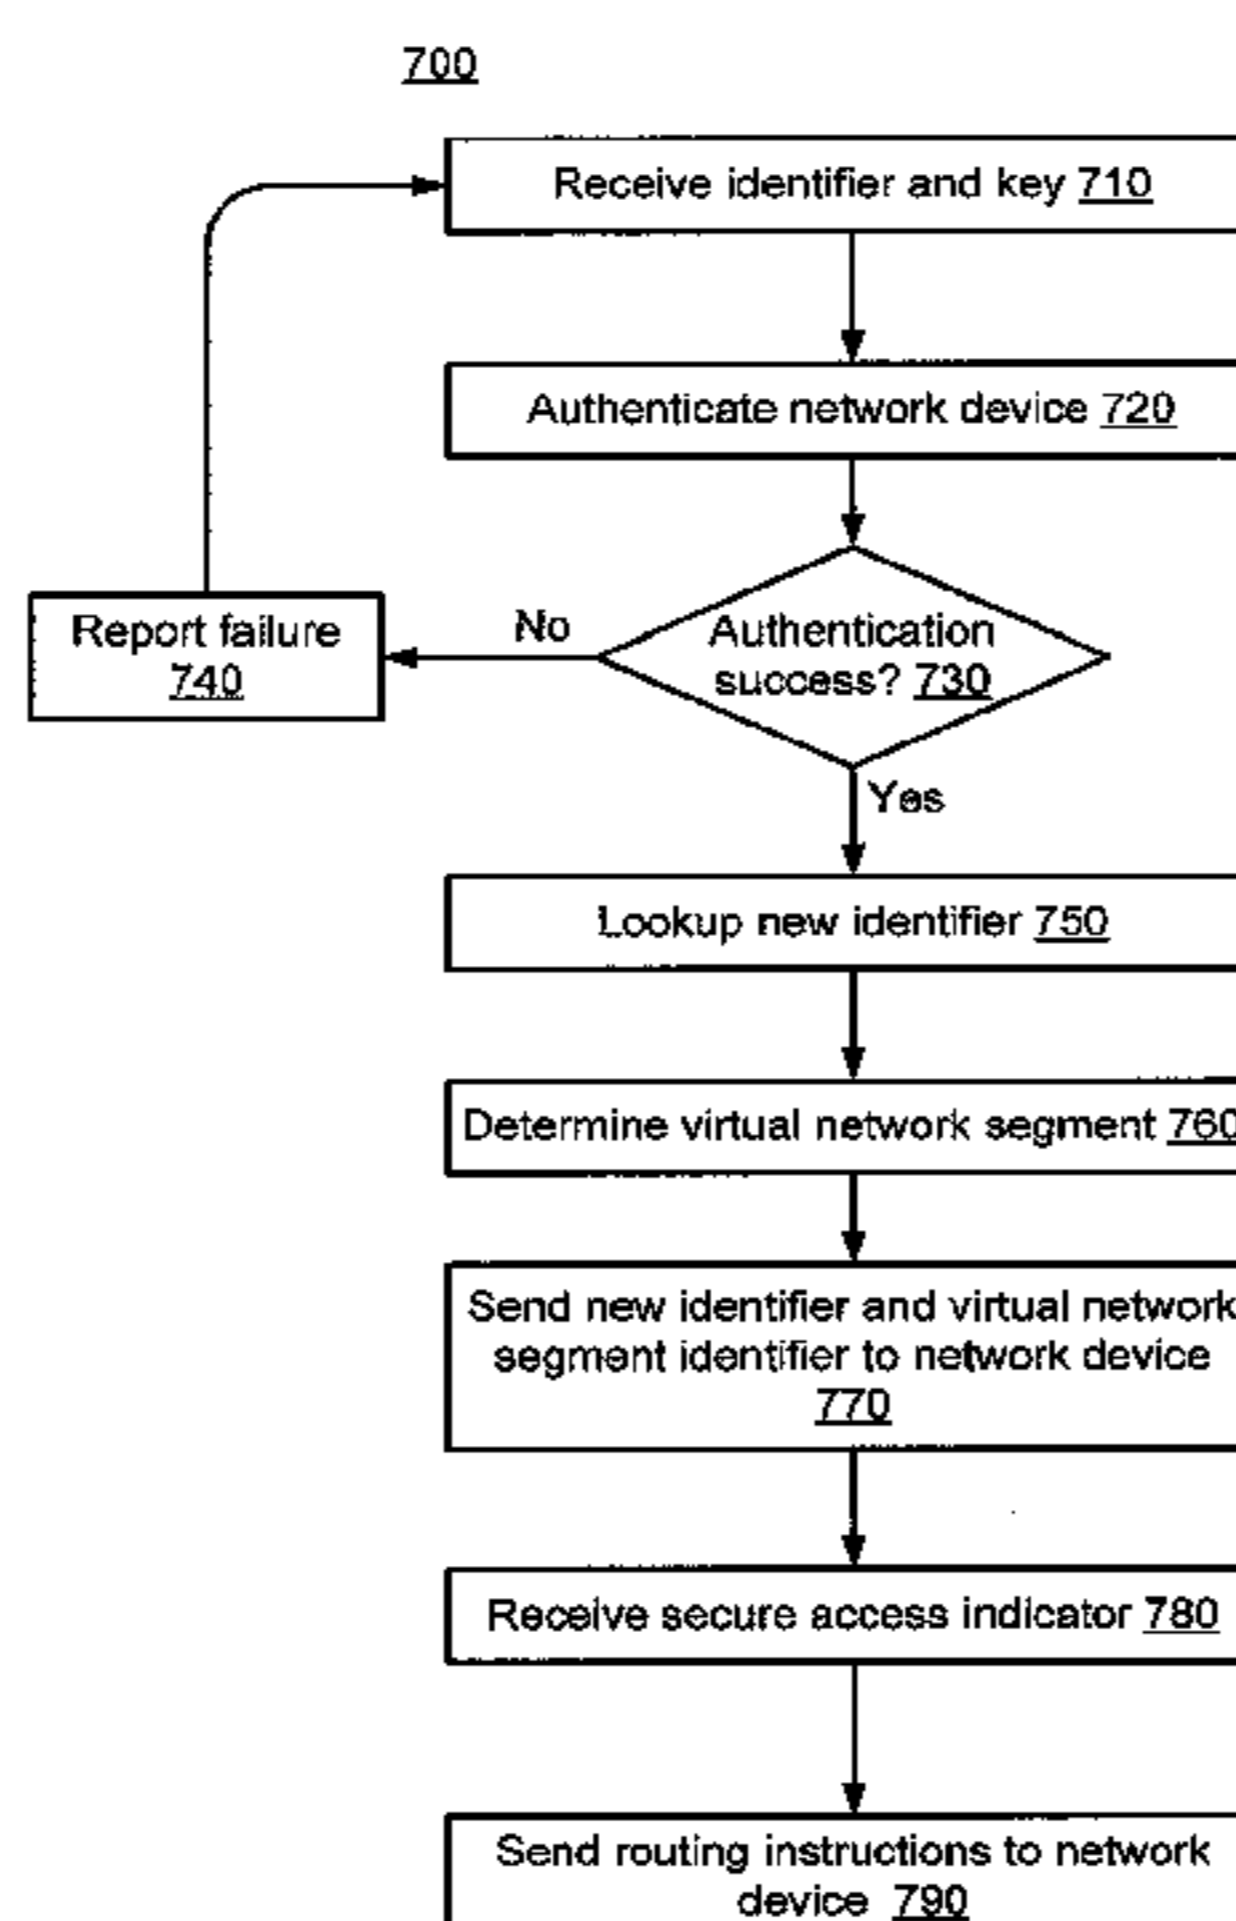 700
Receive identifier and key 710
Authenticate network device 720
Report failure
740
No
Authentication
success? 730
Yes
Lookup new identifier 750
Determine virtual network segment 760
Send new identifier and virtual network
segment identifier to network device
770
Receive secure access indicator 780
Send routing instructions to network
device 790